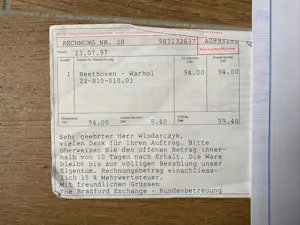 RECHNUNG NR. 18 987132837
23.07.97
1 Beethoven - Warhol 94.00 94.00
22-810-010.01
94.00 5.40 99.40
Sehr geehrter Herr Wlodarczyk,
vielen Dank für Ihren Auftrag. Bitte
überweisen Sie den offenen Betrag inner-
halb von 10 Tagen nach Erhalt. Die Ware
bleibt bis zur völligen Bezahlung unser
Eigentum. Rechnungsbetrag einschliess-
lich 15 % Mehrwertsteuer.
Mit freundlichen Grüssen
The Bradford Exchange - Kundenbetreuung